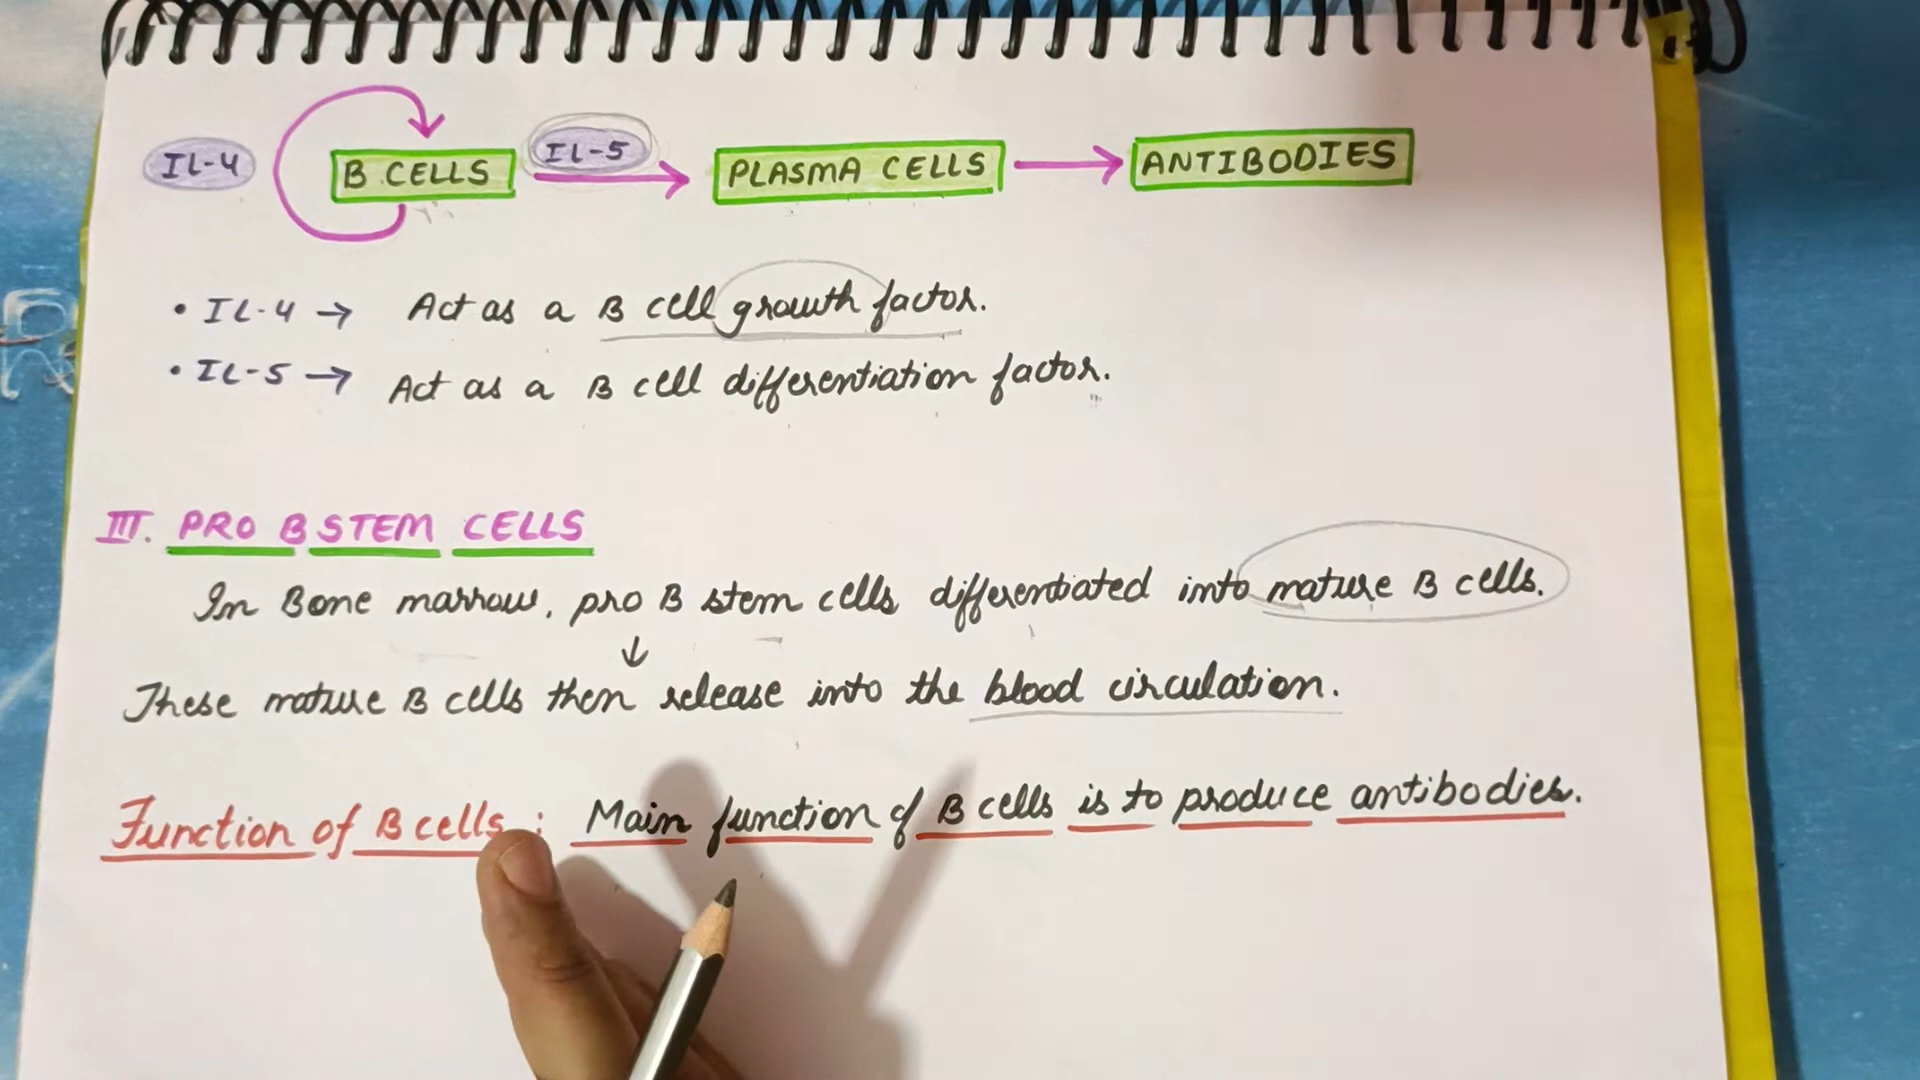 IL-4 B CELLS IL-5 PLASMA CELLS ANTIBODIES
• IL-4 → Act as a B cell growth factor.
• IL-5 → Act as a B cell differentiation factor.
III. PRO B STEM CELLS
In Bone marrow, pro B stem cells differentiated into mature B cells.
↓
These mature B cells then release into the blood circulation.
Function of B cells : Main function of B cells is to produce antibodies.